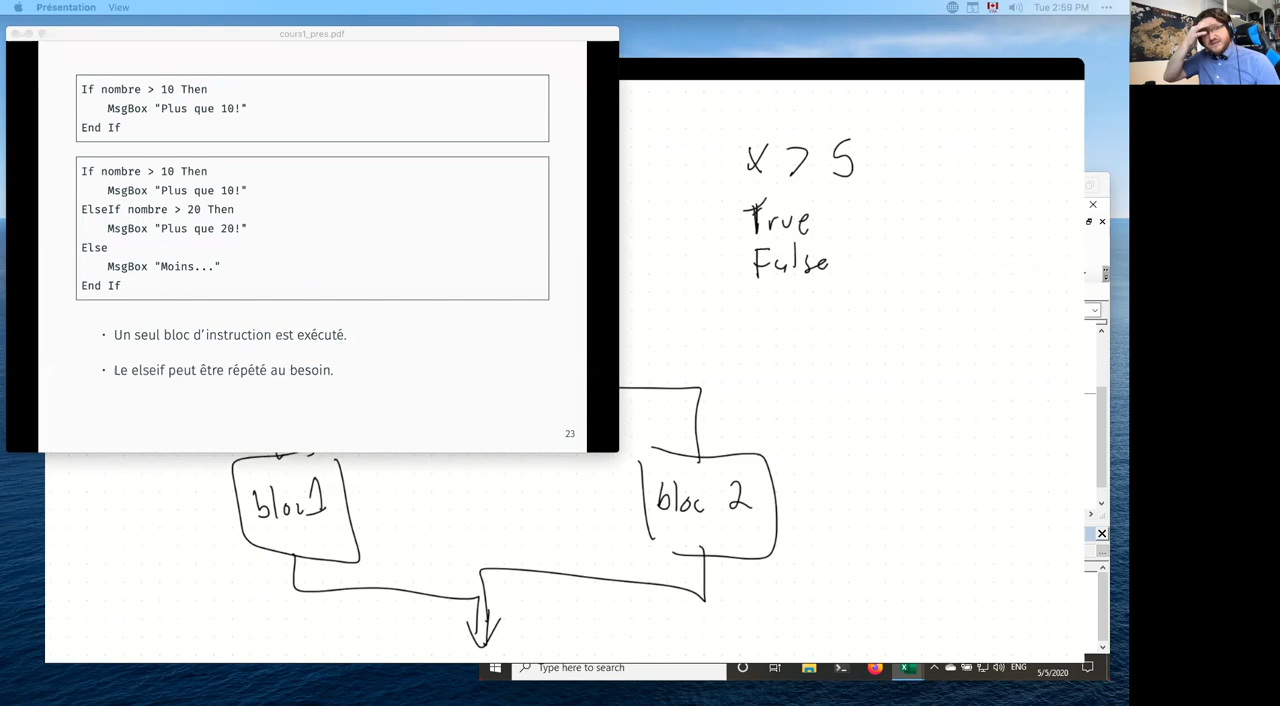 Présentation View
Tue 2:59 PM
cours1_pres.pdf
If nombre > 10 Then
MsgBox "Plus que 10!"
End If
If nombre > 10 Then
MsgBox "Plus que 10!"
ElseIf nombre > 20 Then
MsgBox "Plus que 20!"
Else
MsgBox "Moins..."
End If
• Un seul bloc d'instruction est exécuté.
• Le elseif peut être répété au besoin.
23
X > 5
True
False
bloc 1
bloc 2
Type here to search
ENG
5/5/2020